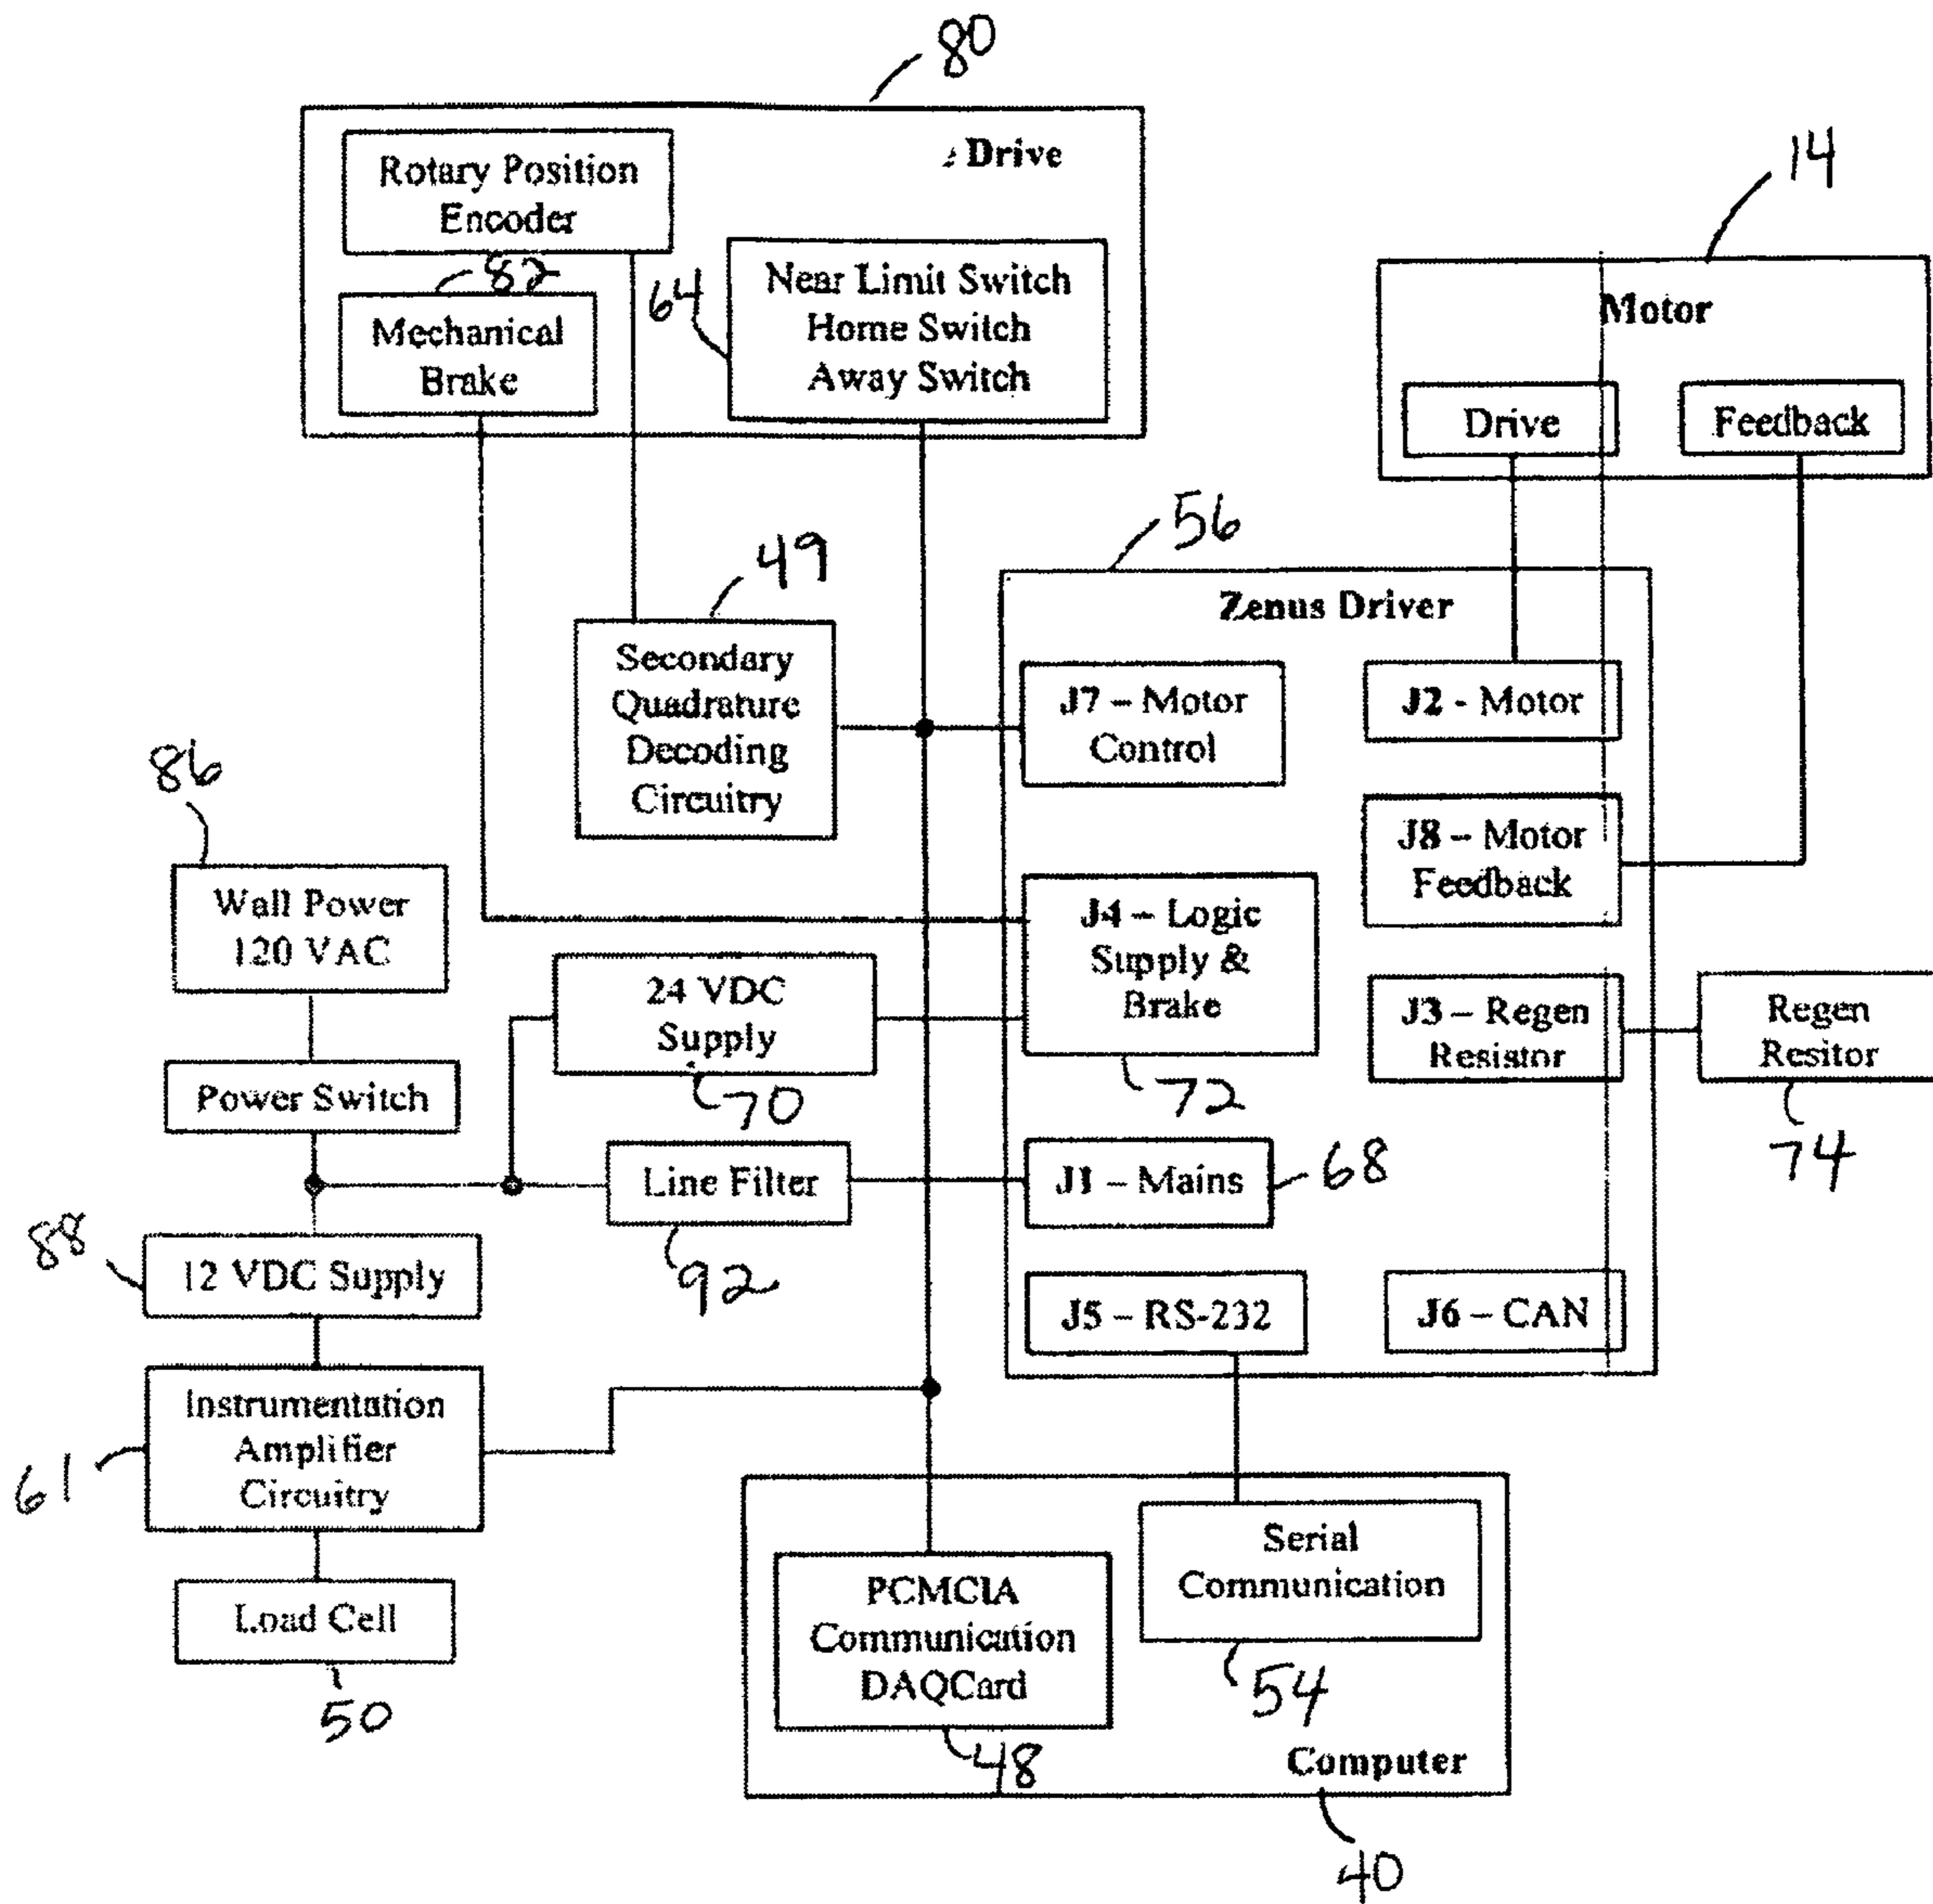 80
Drive
Rotary Position
Encoder
82
Mechanical
Brake
64
Near Limit Switch
Home Switch
Away Switch
14
Motor
Drive
Feedback
49
Secondary
Quadrature
Decoding
Circuitry
56
Zenus Driver
J7 – Motor
Control
J2 - Motor
J8 – Motor
Feedback
J4 – Logic
Supply &
Brake
72
J3 – Regen
Resistor
Regen
Resitor
74
J1 – Mains
68
J5 – RS-232
J6 – CAN
86
Wall Power
120 VAC
Power Switch
24 VDC
Supply
70
Line Filter
92
88
12 VDC Supply
61
Instrumentation
Amplifier
Circuitry
Load Cell
50
PCMCIA
Communication
DAQCard
48
Serial
Communication
54
Computer
40